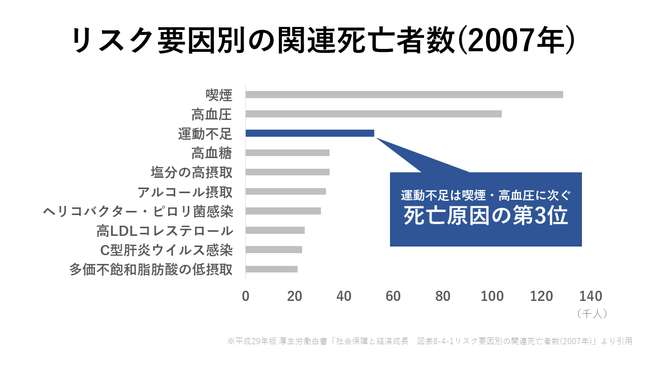 リスク要因別の関連死亡者数(2007年)
喫煙
高血圧
運動不足
高血糖
塩分の高摂取
アルコール摂取
ヘリコバクター・ピロリ菌感染
高LDLコレステロール
C型肝炎ウイルス感染
多価不飽和脂肪酸の低摂取
運動不足は喫煙・高血圧に次ぐ
死亡原因の第3位
0 20 40 60 80 100 120 140
(千人)
※平成29年版 厚生労働白書「社会保障と経済成長 図表8-4-1リスク要因別の関連死亡者数(2007年)」より引用